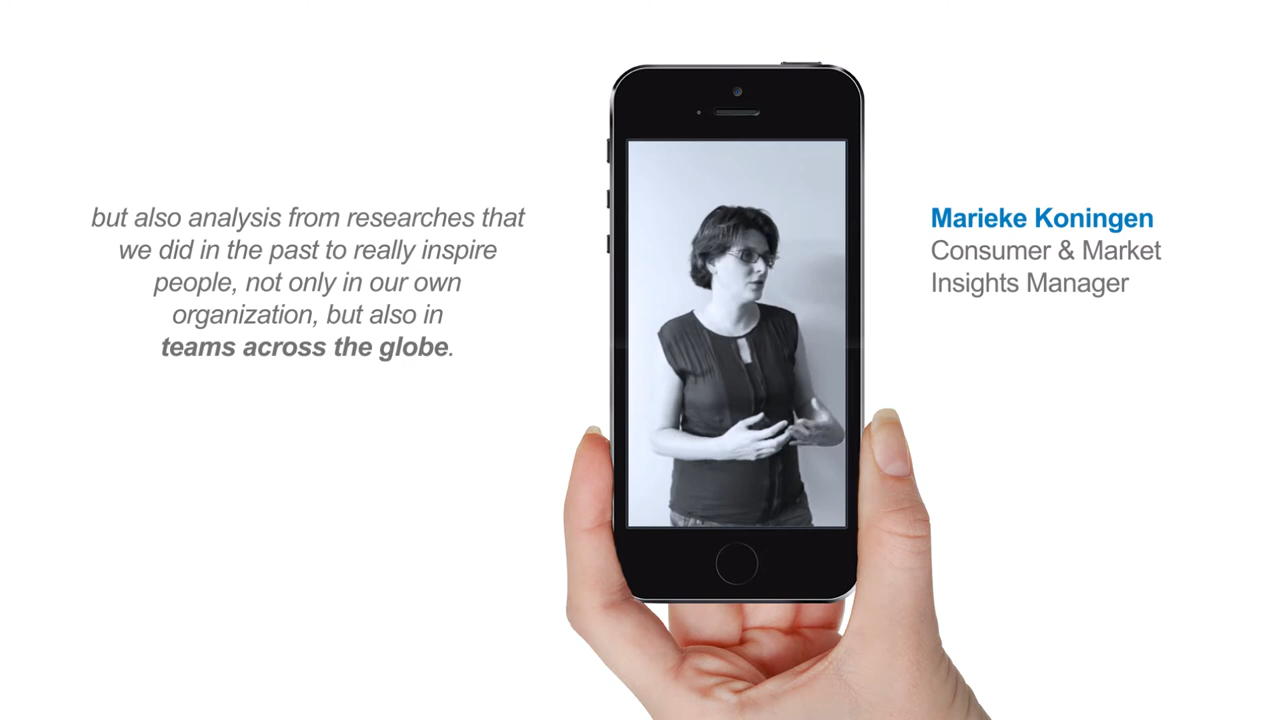 but also analysis from researches that
we did in the past to really inspire
people, not only in our own
organization, but also in
teams across the globe.
Marieke Koningen
Consumer & Market
Insights Manager